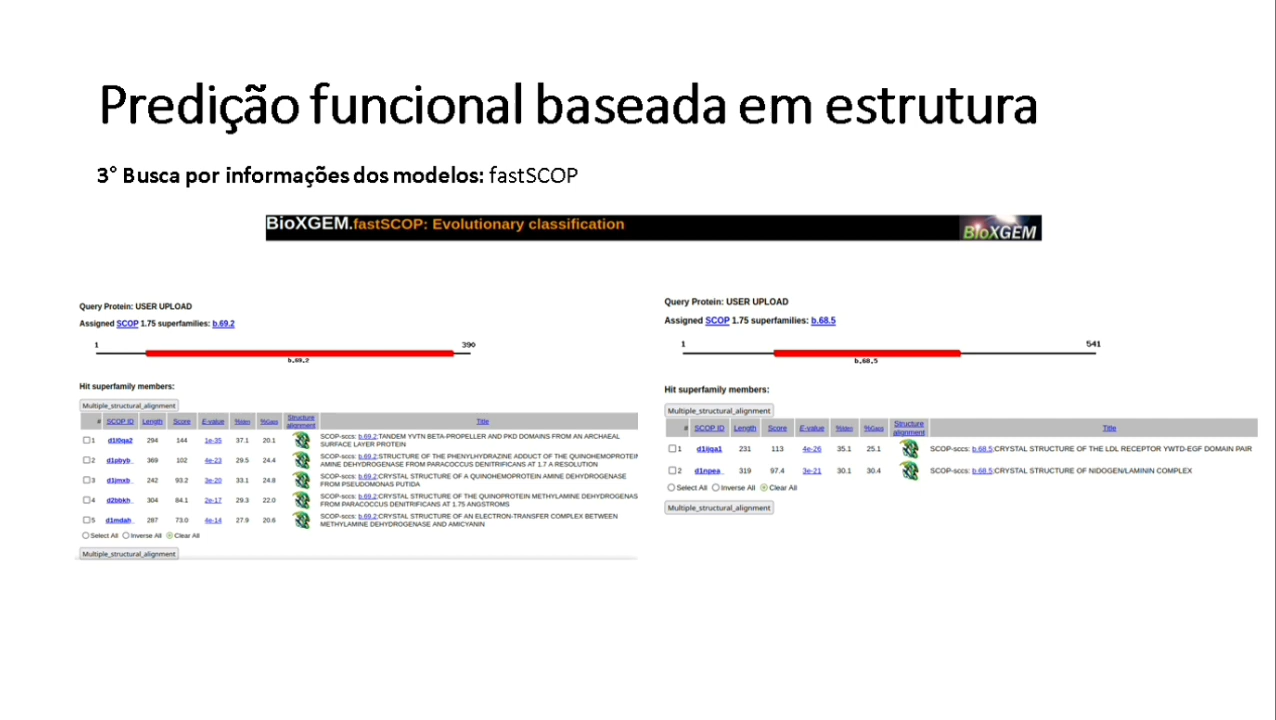 Predição funcional baseada em estrutura
3° Busca por informações dos modelos: fastSCOP
BioXGEM.fastSCOP: Evolutionary classification
BioXGEM
Query Protein: USER UPLOAD
Assigned SCOP 1.75 superfamilies: b.69.2
1 390
b.69.2
Hit superfamily members:
Multiple_structural_alignment
# SCOP ID Length Score E-value %Iden %Gaps Structure alignment Title
1 d1l0qa2 294 144 1e-35 37.1 20.1 SCOP-sccs: b.69.2:TANDEM YVTN BETA-PROPELLER AND PKD DOMAINS FROM AN ARCHAEAL
SURFACE LAYER PROTEIN
2 d1pbyb_ 369 102 4e-23 29.5 24.4 SCOP-sccs: b.69.2:STRUCTURE OF THE PHENYLHYDRAZINE ADDUCT OF THE QUINOHEMOPROTEIN
AMINE DEHYDROGENASE FROM PARACOCCUS DENITRIFICANS AT 1.7 A RESOLUTION
3 d1jmxb_ 242 93.2 3e-20 33.1 24.8 SCOP-sccs: b.69.2:CRYSTAL STRUCTURE OF A QUINOHEMOPROTEIN AMINE DEHYDROGENASE
FROM PSEUDOMONAS PUTIDA
4 d2bbkh_ 304 84.1 2e-17 29.3 22.0 SCOP-sccs: b.69.2:CRYSTAL STRUCTURE OF THE QUINOPROTEIN METHYLAMINE DEHYDROGENAS
FROM PARACOCCUS DENITRIFICANS AT 1.75 ANGSTROMS
5 d1mdah_ 287 73.0 4e-14 27.9 20.6 SCOP-sccs: b.69.2:CRYSTAL STRUCTURE OF AN ELECTRON-TRANSFER COMPLEX BETWEEN
METHYLAMINE DEHYDROGENASE AND AMICYANIN
Select All Inverse All Clear All
Multiple_structural_alignment
Query Protein: USER UPLOAD
Assigned SCOP 1.75 superfamilies: b.68.5
1 541
b.68.5
Hit superfamily members:
Multiple_structural_alignment
# SCOP ID Length Score E-value %Iden %Gaps Structure alignment Title
1 d1ijqa1 231 113 4e-26 35.1 25.1 SCOP-sccs: b.68.5:CRYSTAL STRUCTURE OF THE LDL RECEPTOR YWTD-EGF DOMAIN PAIR
2 d1npea_ 319 97.4 3e-21 30.1 30.4 SCOP-sccs: b.68.5:CRYSTAL STRUCTURE OF NIDOGEN/LAMININ COMPLEX
Select All Inverse All Clear All
Multiple_structural_alignment